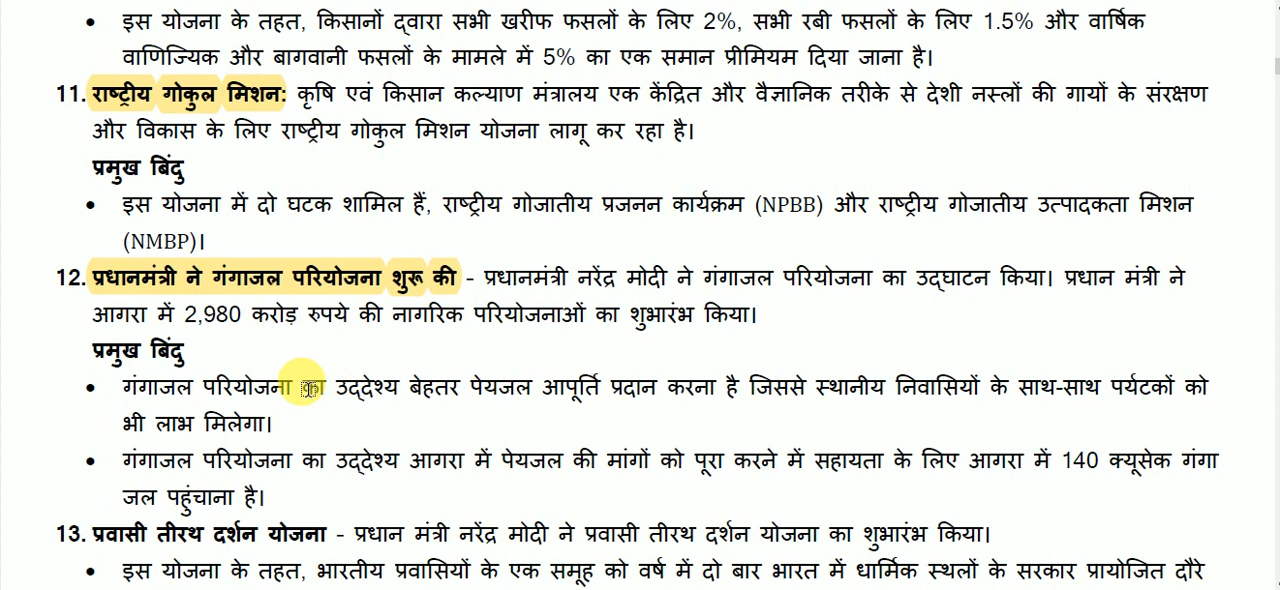 • इस योजना के तहत, किसानों द्वारा सभी खरीफ फसलों के लिए 2%, सभी रबी फसलों के लिए 1.5% और वार्षिक
वाणिज्यिक और बागवानी फसलों के मामले में 5% का एक समान प्रीमियम दिया जाना है।
11. राष्ट्रीय गोकुल मिशन: कृषि एवं किसान कल्याण मंत्रालय एक केंद्रित और वैज्ञानिक तरीके से देशी नस्लों की गायों के संरक्षण
और विकास के लिए राष्ट्रीय गोकुल मिशन योजना लागू कर रहा है।
प्रमुख बिंदु
• इस योजना में दो घटक शामिल हैं, राष्ट्रीय गोजातीय प्रजनन कार्यक्रम (NPBB) और राष्ट्रीय गोजातीय उत्पादकता मिशन
(NMBP)।
12. प्रधानमंत्री ने गंगाजल परियोजना शुरू की - प्रधानमंत्री नरेंद्र मोदी ने गंगाजल परियोजना का उद्घाटन किया। प्रधान मंत्री ने
आगरा में 2,980 करोड़ रुपये की नागरिक परियोजनाओं का शुभारंभ किया।
प्रमुख बिंदु
• गंगाजल परियोजना का उद्देश्य बेहतर पेयजल आपूर्ति प्रदान करना है जिससे स्थानीय निवासियों के साथ-साथ पर्यटकों को
भी लाभ मिलेगा।
• गंगाजल परियोजना का उद्देश्य आगरा में पेयजल की मांगों को पूरा करने में सहायता के लिए आगरा में 140 क्यूसेक गंगा
जल पहुंचाना है।
13. प्रवासी तीरथ दर्शन योजना - प्रधान मंत्री नरेंद्र मोदी ने प्रवासी तीरथ दर्शन योजना का शुभारंभ किया।
• इस योजना के तहत, भारतीय प्रवासियों के एक समूह को वर्ष में दो बार भारत में धार्मिक स्थलों के सरकार प्रायोजित दौरे